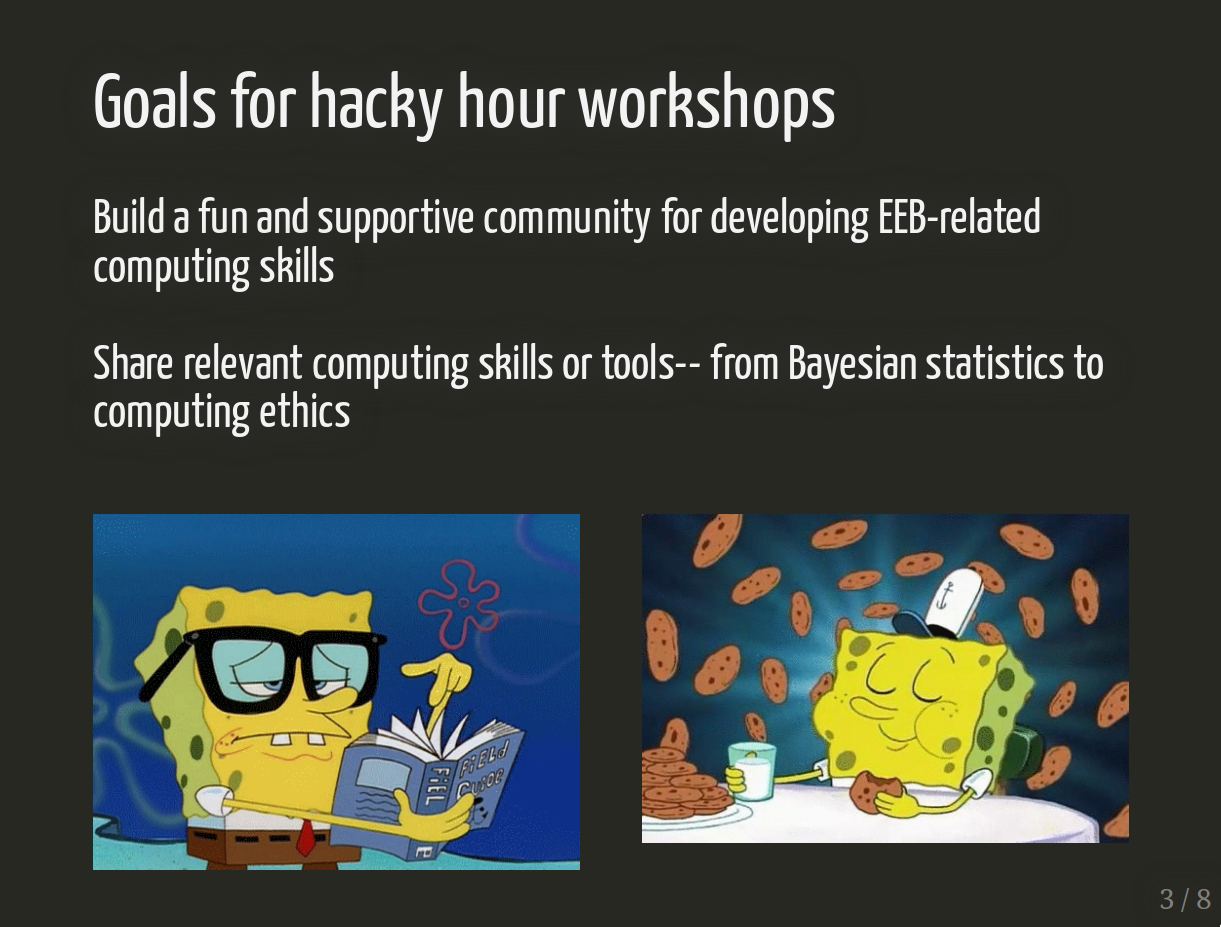 Goals for hacky hour workshops
Build a fun and supportive community for developing EEB-related
computing skills
Share relevant computing skills or tools-- from Bayesian statistics to
computing ethics
FiELd
GUiDE
FiEL
3 / 8